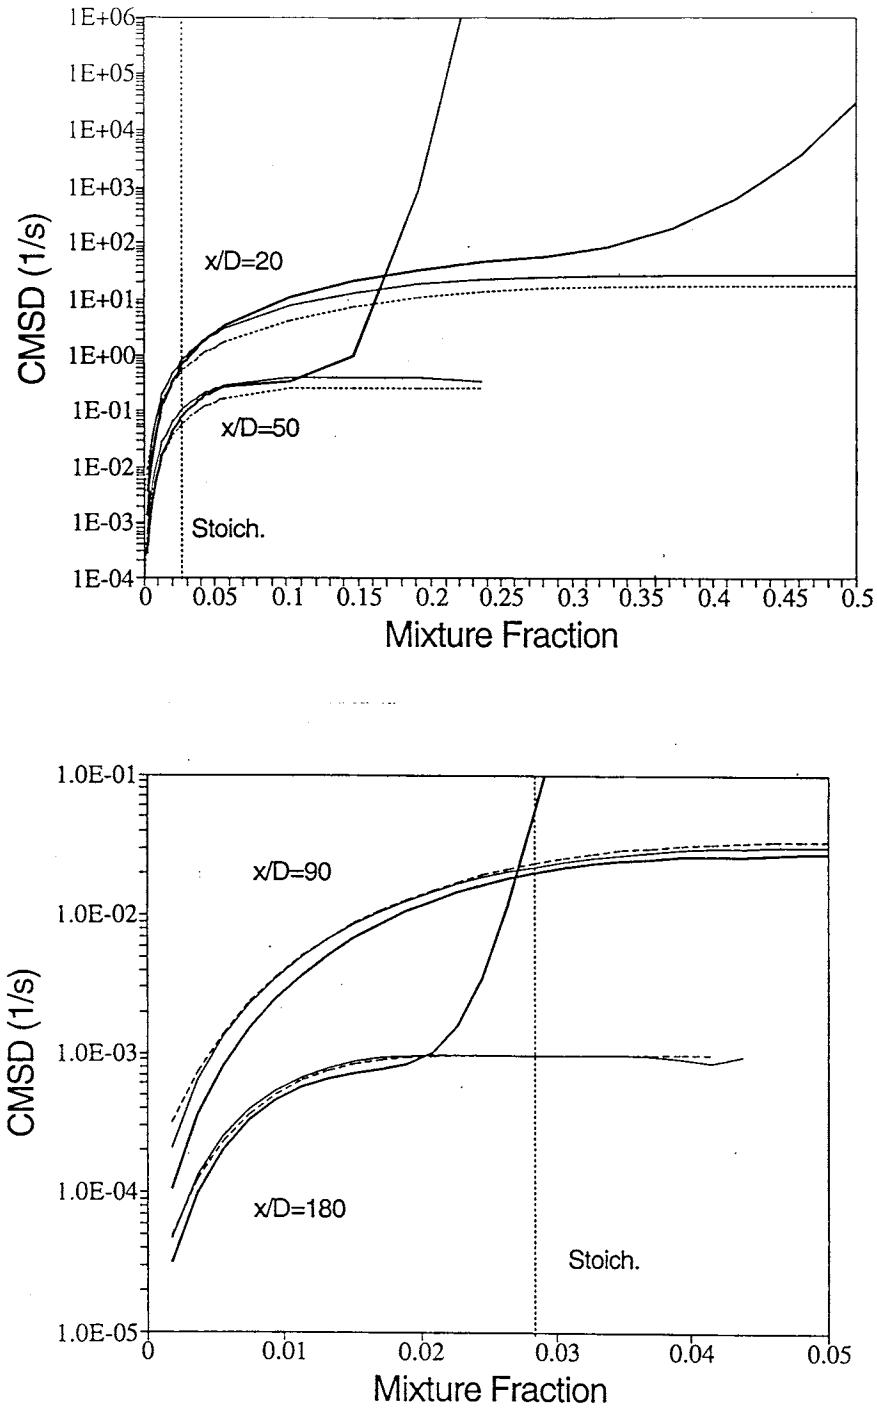 1E+06
1E+05
1E+04
1E+03
1E+02
1E+01
1E+00
1E-01
1E-02
1E-03
1E-04
CMSD (1/s)
x/D=20
x/D=50
Stoich.
0 0.05 0.1 0.15 0.2 0.25 0.3 0.35 0.4 0.45 0.5
Mixture Fraction
1.0E-01
1.0E-02
1.0E-03
1.0E-04
1.0E-05
CMSD (1/s)
x/D=90
x/D=180
Stoich.
0 0.01 0.02 0.03 0.04 0.05
Mixture Fraction